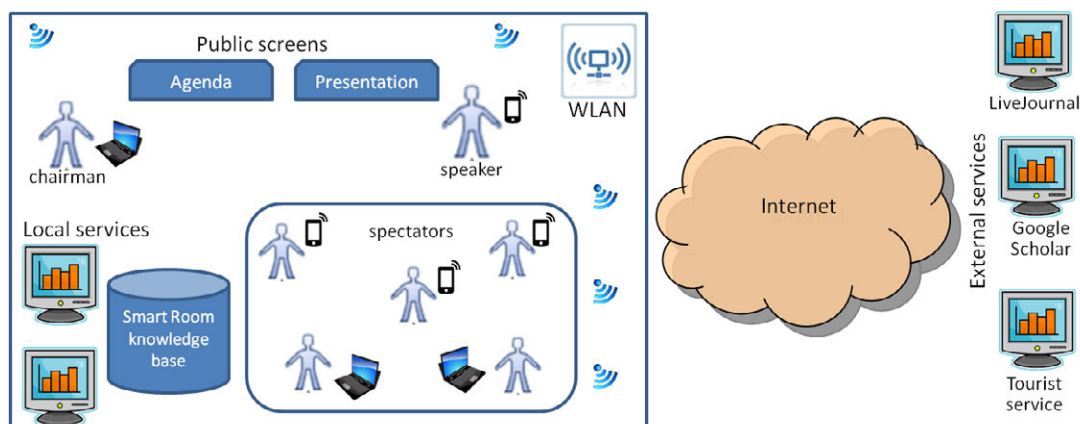 Public screens
Agenda
Presentation
WLAN
chairman
speaker
Local services
spectators
Smart Room
knowledge
base
Internet
External services
LiveJournal
Google
Scholar
Tourist
service